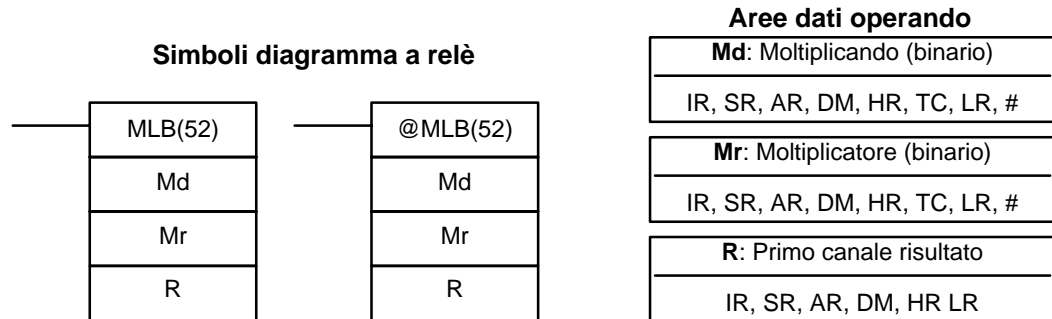 Simboli diagramma a relè
MLB(52)
Md
Mr
R
@MLB(52)
Md
Mr
R
Aree dati operando
Md: Moltiplicando (binario)
IR, SR, AR, DM, HR, TC, LR, #
Mr: Moltiplicatore (binario)
IR, SR, AR, DM, HR, TC, LR, #
R: Primo canale risultato
IR, SR, AR, DM, HR LR